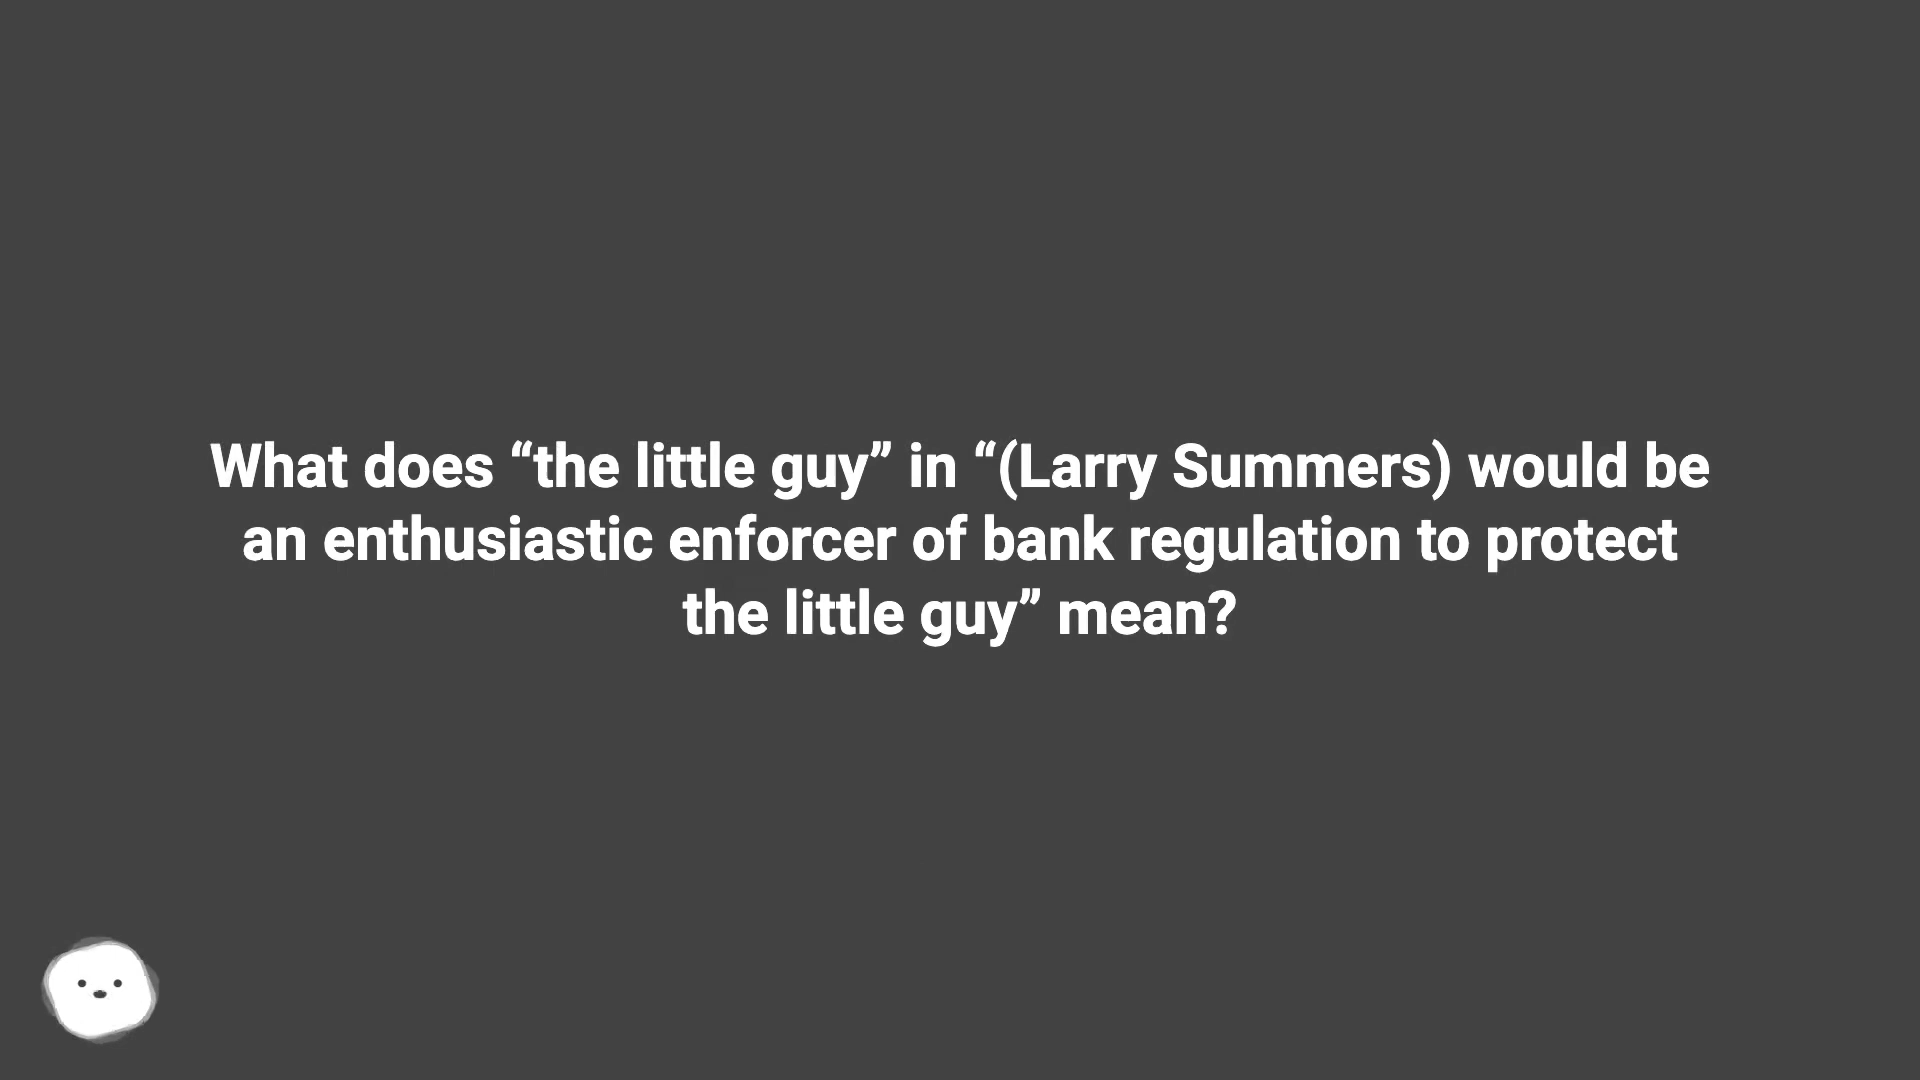 What does “the little guy” in “(Larry Summers) would be
an enthusiastic enforcer of bank regulation to protect
the little guy” mean?